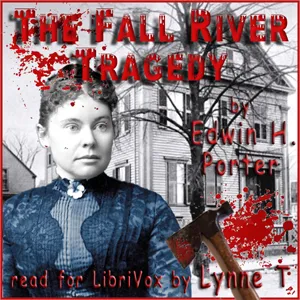 The Fall River
Tragedy
by
Edwin H.
Porter
read for LibriVox by Lynne T